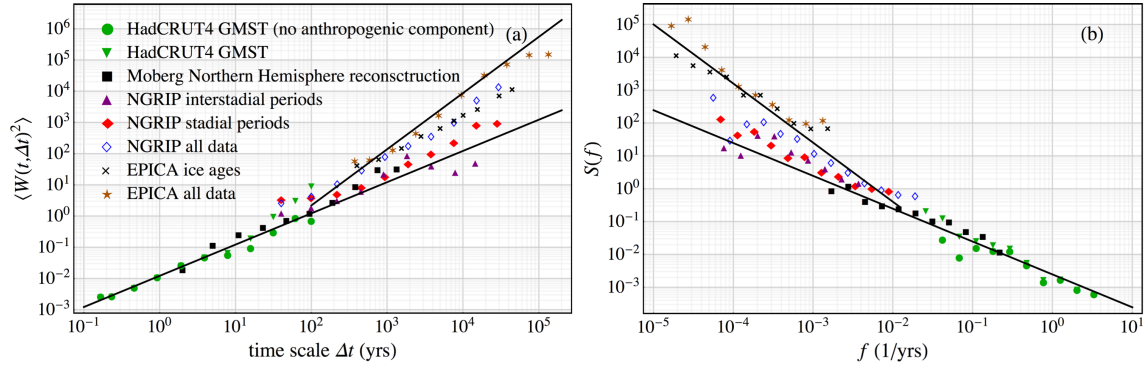 10⁶
10⁵
10⁴
10³
10²
10¹
10⁰
10⁻¹
10⁻²
10⁻³
⟨W(t,Δt)²⟩
HadCRUT4 GMST (no anthropogenic component)
HadCRUT4 GMST
Moberg Northern Hemisphere reconstruction
NGRIP interstadial periods
NGRIP stadial periods
NGRIP all data
EPICA ice ages
EPICA all data
(a)
10⁻¹ 10⁰ 10¹ 10² 10³ 10⁴ 10⁵
time scale Δt (yrs)
10⁵
10⁴
10³
10²
10¹
10⁰
10⁻¹
10⁻²
10⁻³
S(f)
(b)
10⁻⁵ 10⁻⁴ 10⁻³ 10⁻² 10⁻¹ 10⁰ 10¹
f (1/yrs)